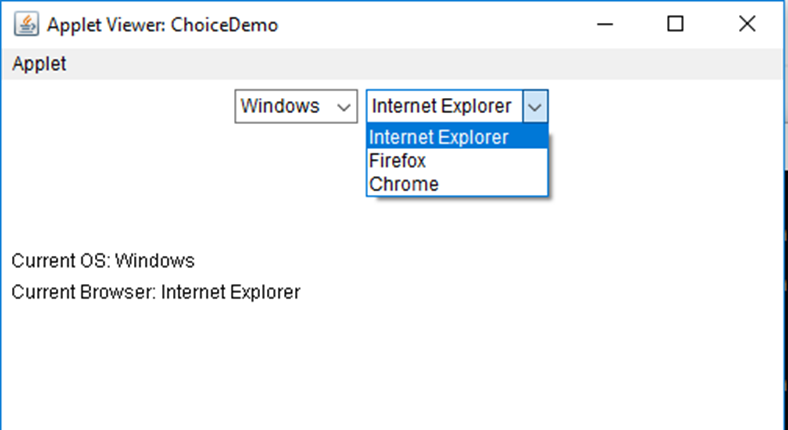 Applet Viewer: ChoiceDemo
Applet
Windows Internet Explorer
Internet Explorer
Firefox
Chrome
Current OS: Windows
Current Browser: Internet Explorer